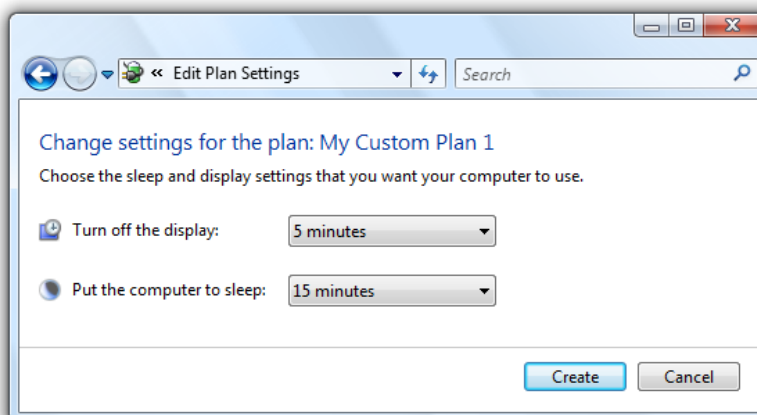 « Edit Plan Settings
Search
Change settings for the plan: My Custom Plan 1
Choose the sleep and display settings that you want your computer to use.
Turn off the display: 5 minutes
Put the computer to sleep: 15 minutes
Create Cancel